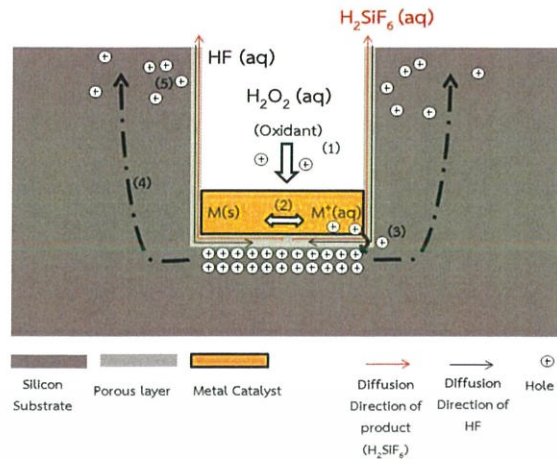 H₂SiF₆ (aq)
HF (aq)
H₂O₂ (aq)
(Oxidant)
(1)
(5)
(4)
M(s)
(2)
M⁺(aq)
(3)
Silicon
Substrate
Porous layer
Metal Catalyst
Diffusion
Direction of
product
(H₂SiF₆)
Diffusion
Direction of
HF
Hole